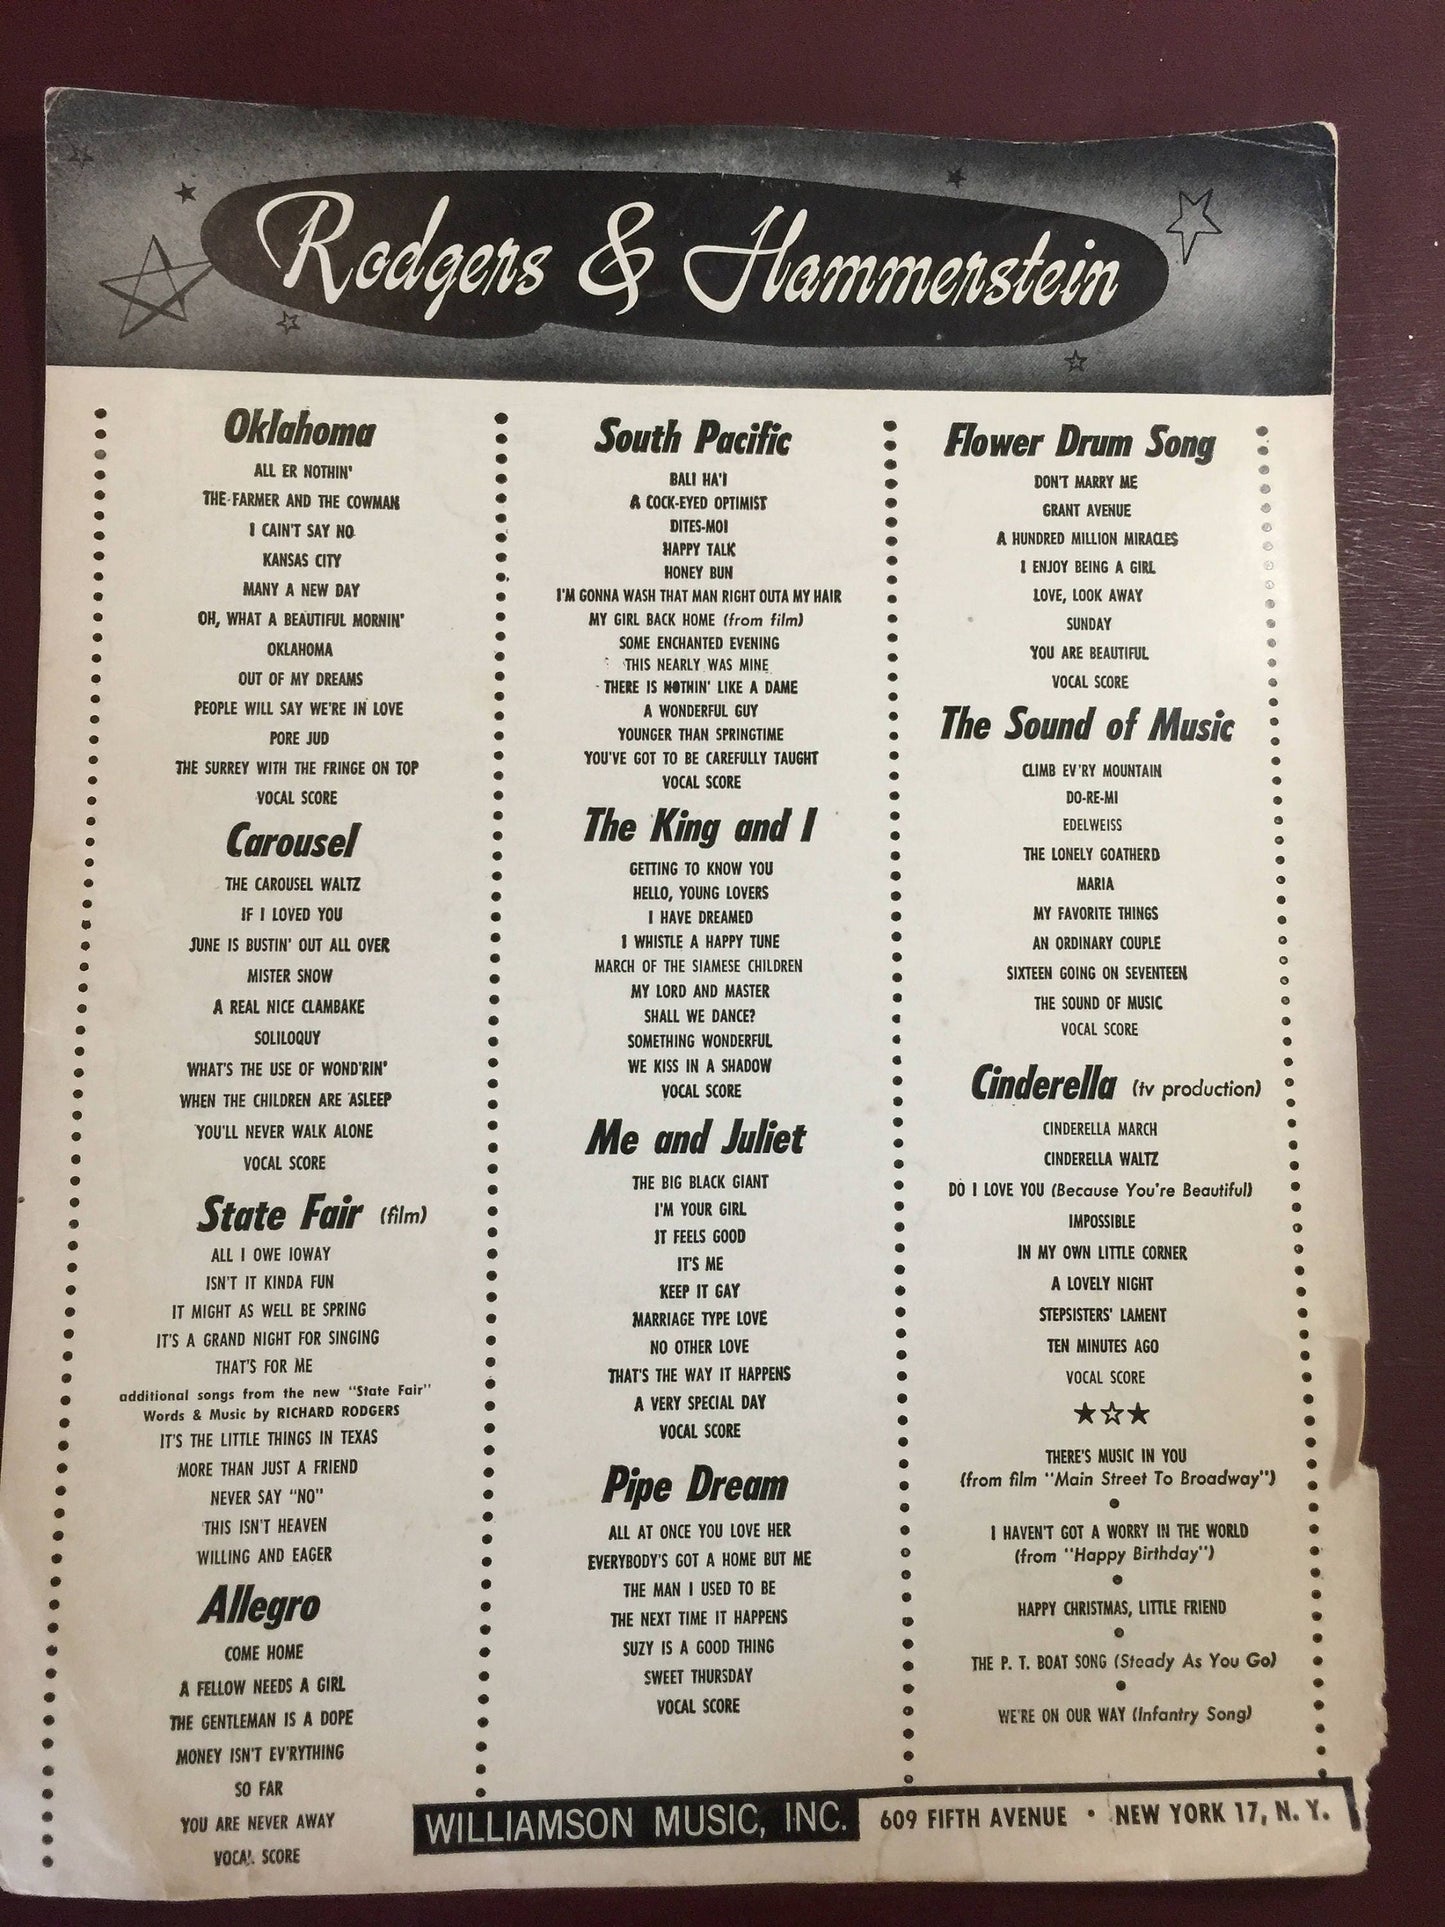 Rodgers & Hammerstein
Oklahoma
ALL ER NOTHIN'
THE FARMER AND THE COWMAN
I CAIN'T SAY NO
KANSAS CITY
MANY A NEW DAY
OH, WHAT A BEAUTIFUL MORNIN'
OKLAHOMA
OUT OF MY DREAMS
PEOPLE WILL SAY WE'RE IN LOVE
PORE JUD
THE SURREY WITH THE FRINGE ON TOP
VOCAL SCORE
Carousel
THE CAROUSEL WALTZ
IF I LOVED YOU
JUNE IS BUSTIN' OUT ALL OVER
MISTER SNOW
A REAL NICE CLAMBAKE
SOLILOQUY
WHAT'S THE USE OF WOND'RIN'
WHEN THE CHILDREN ARE ASLEEP
YOU'LL NEVER WALK ALONE
VOCAL SCORE
State Fair (film)
ALL I OWE IOWAY
ISN'T IT KINDA FUN
IT MIGHT AS WELL BE SPRING
IT'S A GRAND NIGHT FOR SINGING
THAT'S FOR ME
additional songs from the new "State Fair"
Words & Music by RICHARD RODGERS
IT'S THE LITTLE THINGS IN TEXAS
MORE THAN JUST A FRIEND
NEVER SAY "NO"
THIS ISN'T HEAVEN
WILLING AND EAGER
Allegro
COME HOME
A FELLOW NEEDS A GIRL
THE GENTLEMAN IS A DOPE
MONEY ISN'T EV'RYTHING
SO FAR
YOU ARE NEVER AWAY
VOCAL SCORE
South Pacific
BALI HA'I
A COCK-EYED OPTIMIST
DITES-MOI
HAPPY TALK
HONEY BUN
I'M GONNA WASH THAT MAN RIGHT OUTA MY HAIR
MY GIRL BACK HOME (from film)
SOME ENCHANTED EVENING
THIS NEARLY WAS MINE
THERE IS NOTHIN' LIKE A DAME
A WONDERFUL GUY
YOUNGER THAN SPRINGTIME
YOU'VE GOT TO BE CAREFULLY TAUGHT
VOCAL SCORE
The King and I
GETTING TO KNOW YOU
HELLO, YOUNG LOVERS
I HAVE DREAMED
I WHISTLE A HAPPY TUNE
MARCH OF THE SIAMESE CHILDREN
MY LORD AND MASTER
SHALL WE DANCE?
SOMETHING WONDERFUL
WE KISS IN A SHADOW
VOCAL SCORE
Me and Juliet
THE BIG BLACK GIANT
I'M YOUR GIRL
IT FEELS GOOD
IT'S ME
KEEP IT GAY
MARRIAGE TYPE LOVE
NO OTHER LOVE
THAT'S THE WAY IT HAPPENS
A VERY SPECIAL DAY
VOCAL SCORE
Pipe Dream
ALL AT ONCE YOU LOVE HER
EVERYBODY'S GOT A HOME BUT ME
THE MAN I USED TO BE
THE NEXT TIME IT HAPPENS
SUZY IS A GOOD THING
SWEET THURSDAY
VOCAL SCORE
Flower Drum Song
DON'T MARRY ME
GRANT AVENUE
A HUNDRED MILLION MIRACLES
I ENJOY BEING A GIRL
LOVE, LOOK AWAY
SUNDAY
YOU ARE BEAUTIFUL
VOCAL SCORE
The Sound of Music
CLIMB EV'RY MOUNTAIN
DO-RE-MI
EDELWEISS
THE LONELY GOATHERD
MARIA
MY FAVORITE THINGS
AN ORDINARY COUPLE
SIXTEEN GOING ON SEVENTEEN
THE SOUND OF MUSIC
VOCAL SCORE
Cinderella (tv production)
CINDERELLA MARCH
CINDERELLA WALTZ
DO I LOVE YOU (Because You're Beautiful)
IMPOSSIBLE
IN MY OWN LITTLE CORNER
A LOVELY NIGHT
STEPSISTERS' LAMENT
TEN MINUTES AGO
VOCAL SCORE
THERE'S MUSIC IN YOU
(from film "Main Street To Broadway")
I HAVEN'T GOT A WORRY IN THE WORLD
(from "Happy Birthday")
HAPPY CHRISTMAS, LITTLE FRIEND
THE P. T. BOAT SONG (Steady As You Go)
WE'RE ON OUR WAY (Infantry Song)
WILLIAMSON MUSIC, INC. 609 FIFTH AVENUE • NEW YORK 17, N. Y.